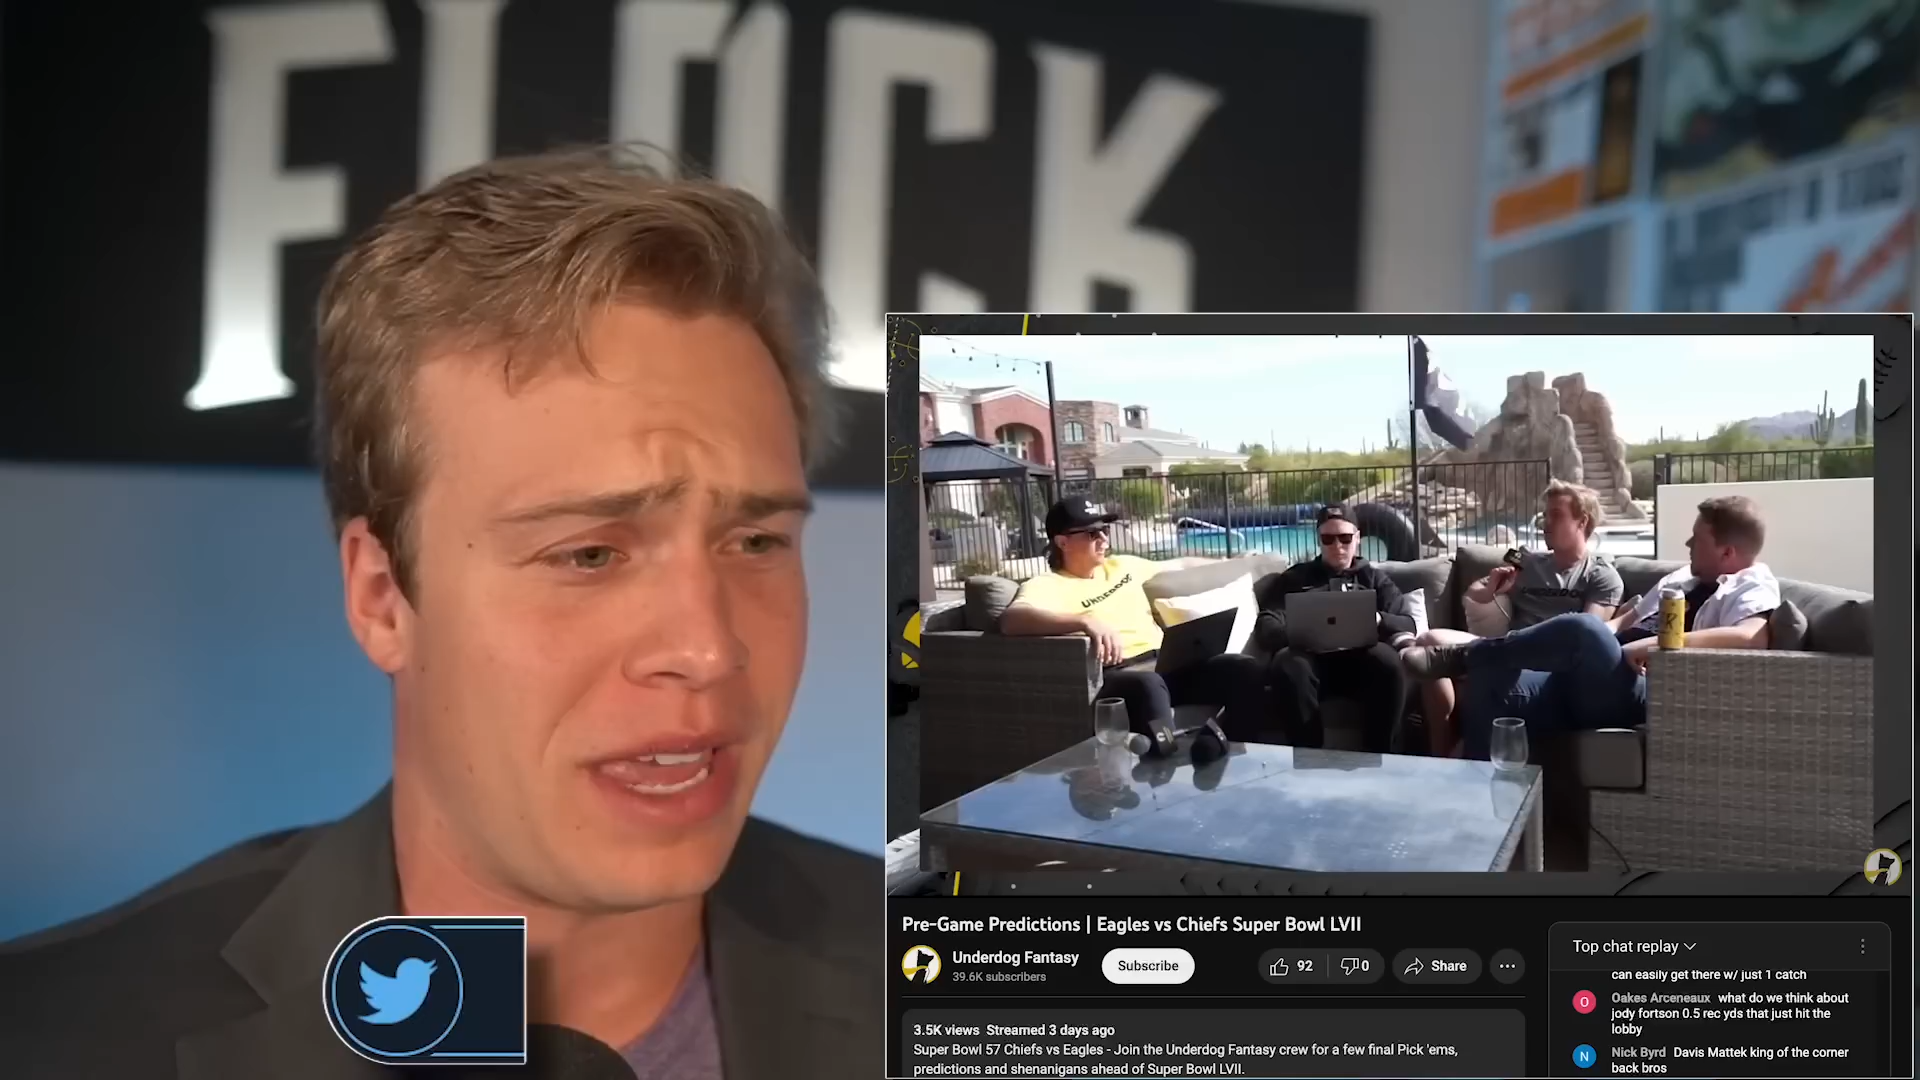 FLOCK
UNDERDOG
UNDERDOG
Pre-Game Predictions | Eagles vs Chiefs Super Bowl LVII
Underdog Fantasy
39.6K subscribers
Subscribe
92
0
Share
3.5K views Streamed 3 days ago
Super Bowl 57 Chiefs vs Eagles - Join the Underdog Fantasy crew for a few final Pick 'ems,
predictions and shenanigans ahead of Super Bowl LVII.
Top chat replay
can easily get there w/ just 1 catch
O
Oakes Arceneaux what do we think about
jody fortson 0.5 rec yds that just hit the
lobby
N
Nick Byrd Davis Mattek king of the corner
back bros